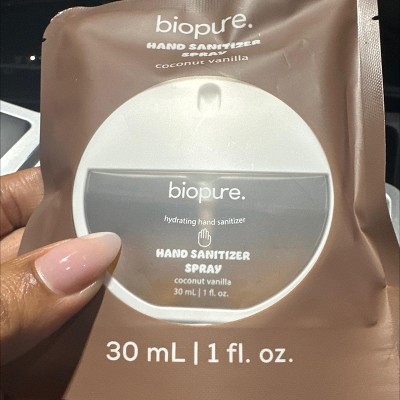 biopure.
HAND SANITIZER
SPRAY
coconut vanilla
biopure.
hydrating hand sanitizer
HAND SANITIZER
SPRAY
coconut vanilla
30 mL | 1 fl. oz.
30 mL | 1 fl. oz.